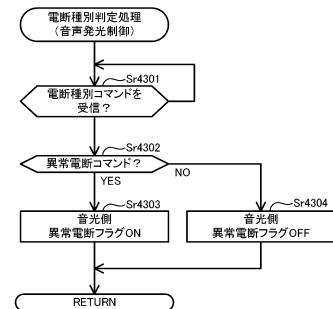 電断種別判定処理
（音声発光制御）
Sr4301
電断種別コマンドを
受信？
Sr4302
異常電断コマンド？
YES
NO
Sr4303
音光側
異常電断フラグON
Sr4304
音光側
異常電断フラグOFF
RETURN